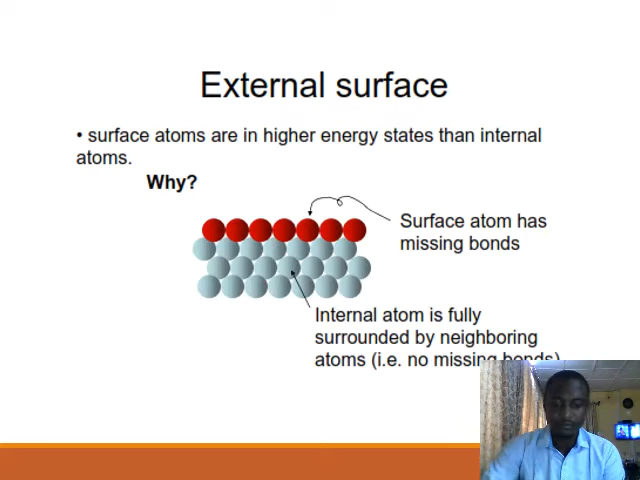 External surface
• surface atoms are in higher energy states than internal
atoms.
Why?
Surface atom has
missing bonds
Internal atom is fully
surrounded by neighboring
atoms (i.e. no missing bonds)